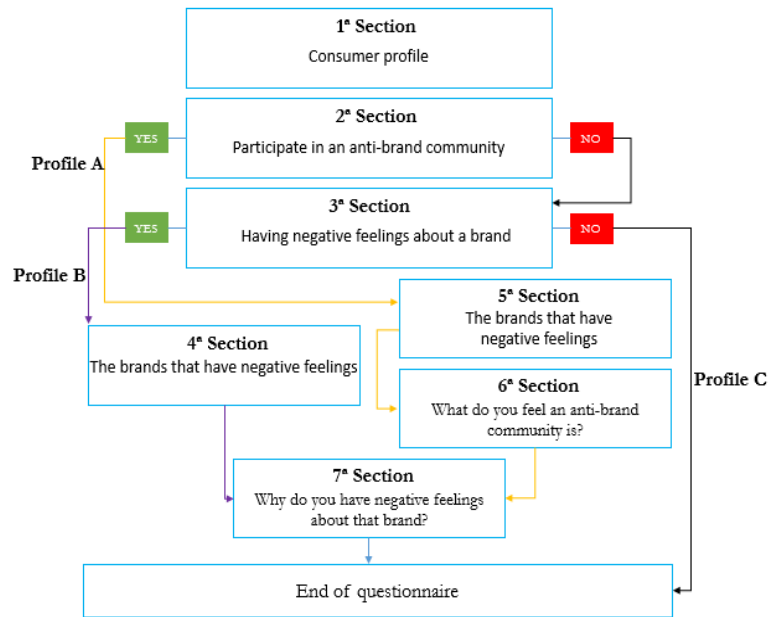 1ª Section
Consumer profile
2ª Section
YES
Participate in an anti-brand community
NO
Profile A
3ª Section
YES
Having negative feelings about a brand
NO
Profile B
5ª Section
The brands that have
negative feelings
4ª Section
The brands that have negative feelings
6ª Section
What do you feel an anti-brand
community is?
Profile C
7ª Section
Why do you have negative feelings
about that brand?
End of questionnaire